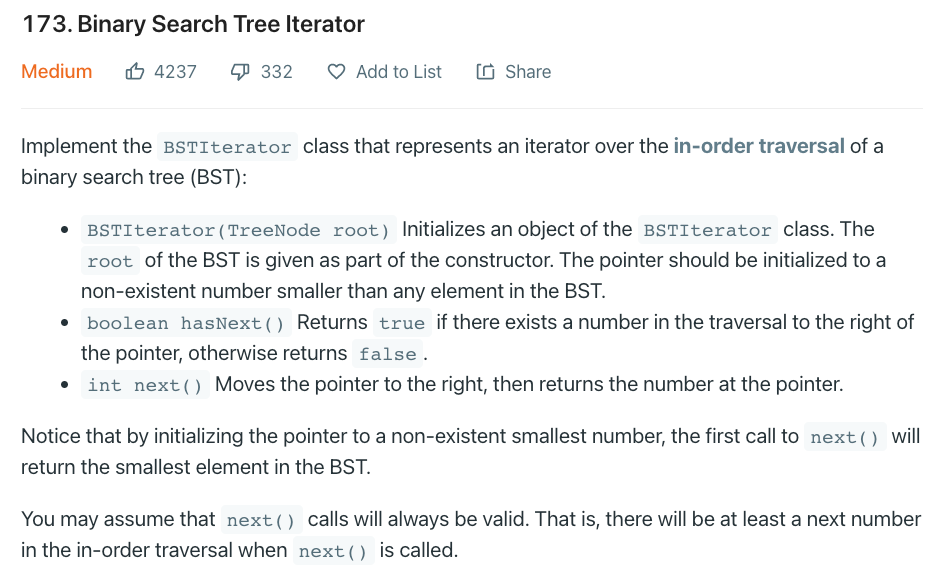 173. Binary Search Tree Iterator
Medium 4237 332 Add to List Share
Implement the BSTIterator class that represents an iterator over the in-order traversal of a
binary search tree (BST):
• BSTIterator(TreeNode root) Initializes an object of the BSTIterator class. The
root of the BST is given as part of the constructor. The pointer should be initialized to a
non-existent number smaller than any element in the BST.
• boolean hasNext() Returns true if there exists a number in the traversal to the right of
the pointer, otherwise returns false.
• int next() Moves the pointer to the right, then returns the number at the pointer.
Notice that by initializing the pointer to a non-existent smallest number, the first call to next() will
return the smallest element in the BST.
You may assume that next() calls will always be valid. That is, there will be at least a next number
in the in-order traversal when next() is called.